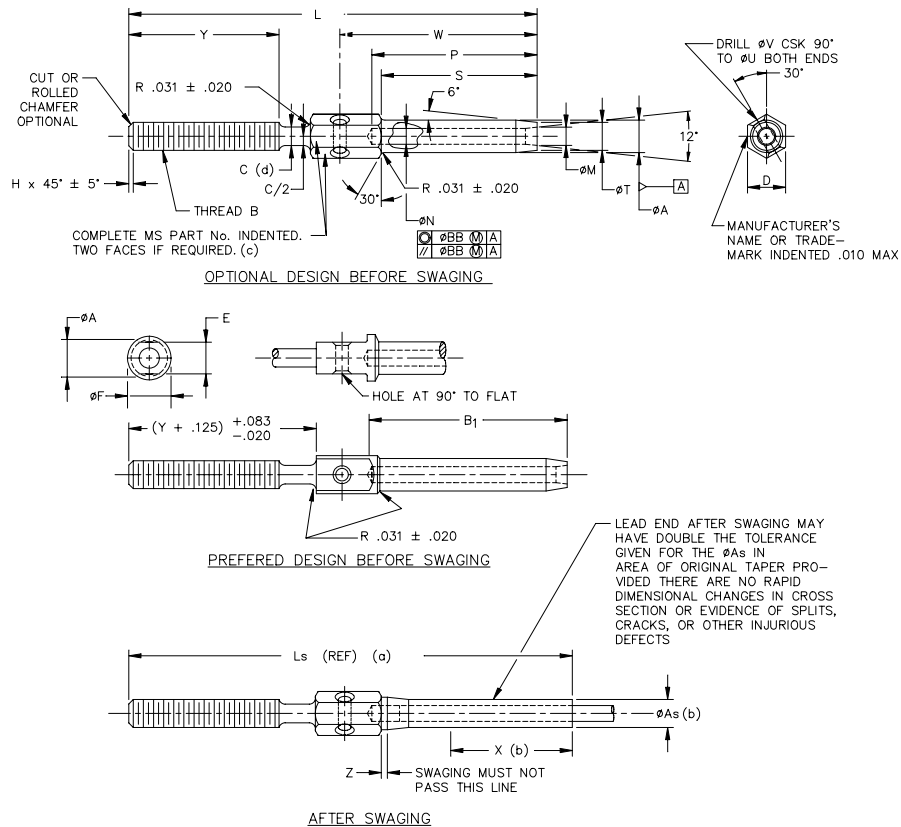 L
Y
W
P
S
DRILL øV CSK 90°
TO øU BOTH ENDS
30°
CUT OR
ROLLED
CHAFER
OPTIONAL
R .031 ± .020
6°
12°
H x 45° ± 5°
C (d)
C/2
30°
R .031 ± .020
øM
øT
A
øA
D
THREAD B
øN
COMPLETE MS PART No. INDENTED.
TWO FACES IF REQUIRED. (c)
◎ øBB Ⓜ A
// øBB Ⓜ A
MANUFACTURER'S
NAME OR TRADE–
MARK INDENTED .010 MAX
OPTIONAL DESIGN BEFORE SWAGING
øA
E
øF
HOLE AT 90° TO FLAT
(Y + .125) +.083
–.020
B1
R .031 ± .020
PREFERED DESIGN BEFORE SWAGING
LEAD END AFTER SWAGING MAY
HAVE DOUBLE THE TOLERANCE
GIVEN FOR THE øAs IN
AREA OF ORIGINAL TAPER PRO–
VIDED THERE ARE NO RAPID
DIMENSIONAL CHANGES IN CROSS
SECTION OR EVIDENCE OF SPLITS,
CRACKS, OR OTHER INJURIOUS
DEFECTS
Ls (REF) (a)
øAs (b)
X (b)
Z
SWAGING MUST NOT
PASS THIS LINE
AFTER SWAGING